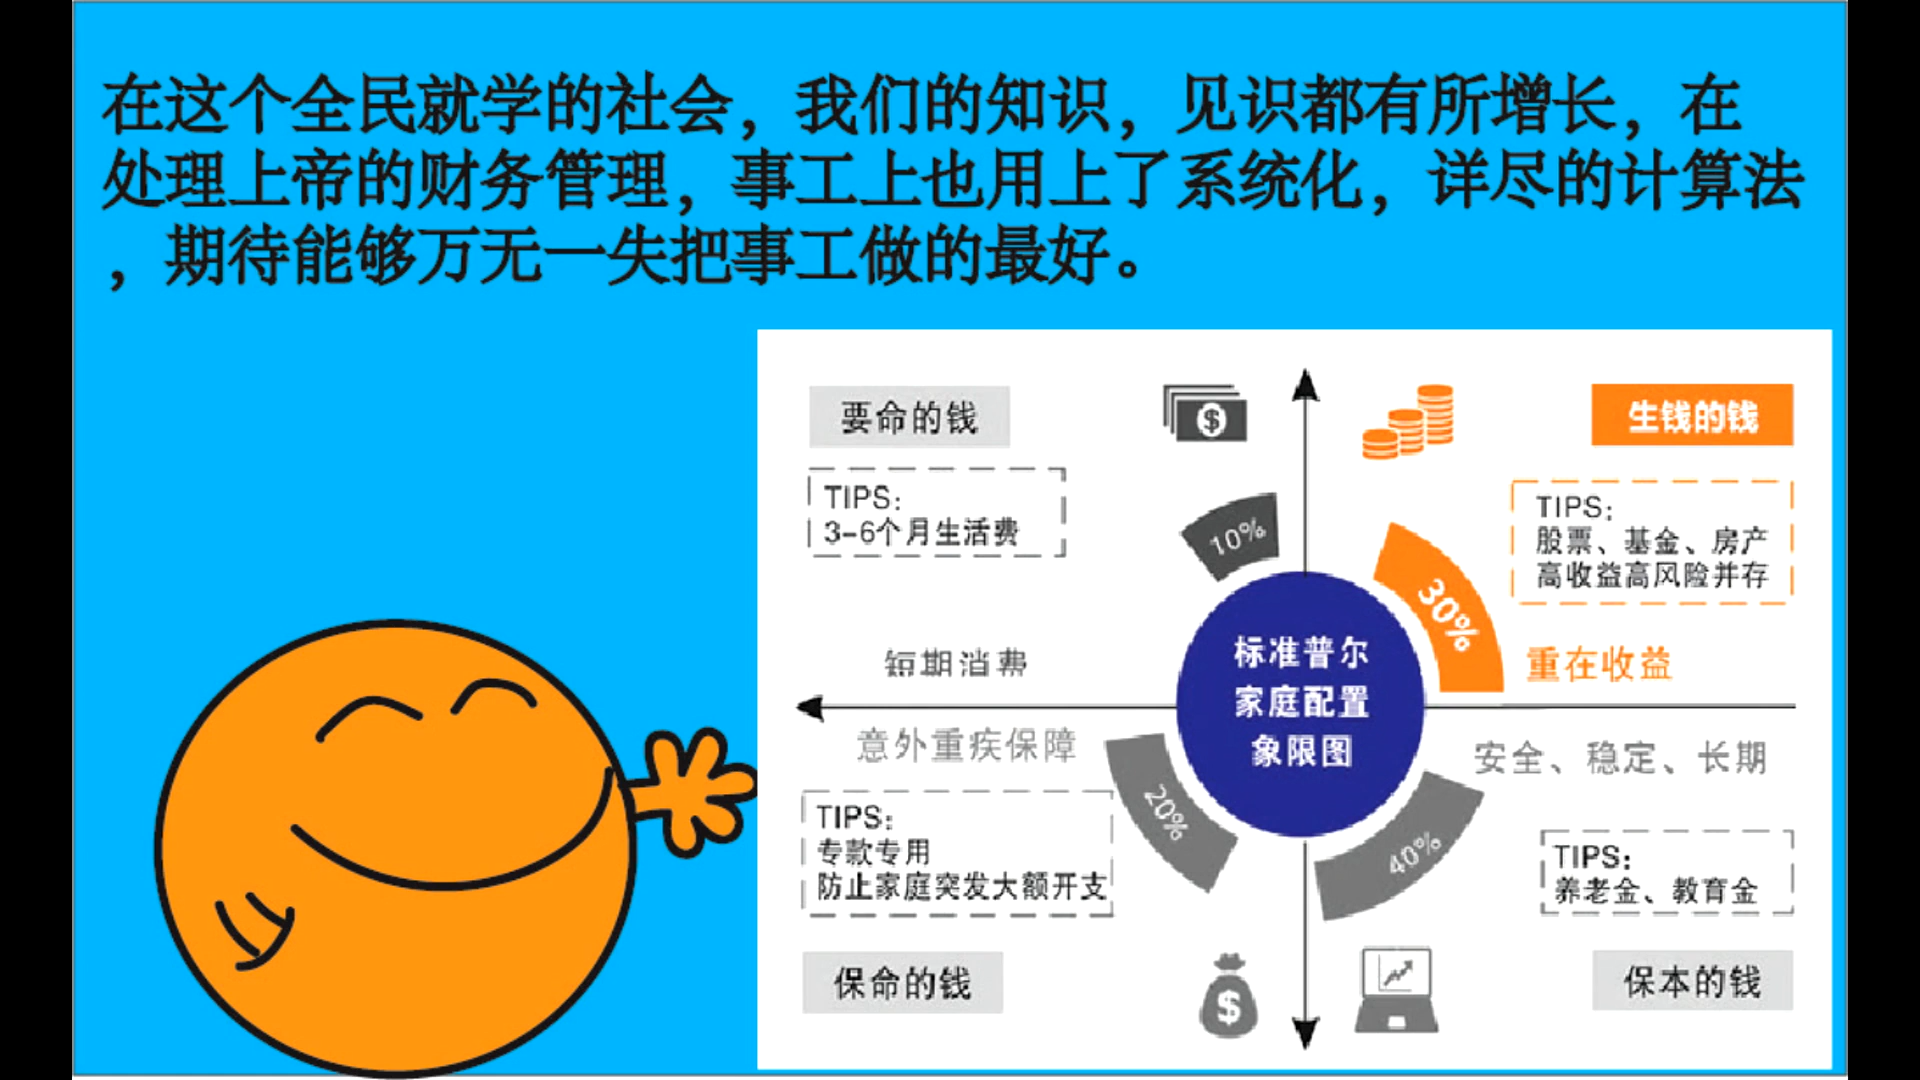 在这个全民就学的社会，我们的知识，见识都有所增长，在
处理上帝的财务管理，事工上也用上了系统化，详尽的计算法
，期待能够万无一失把事工做的最好。
要命的钱
TIPS：
3-6个月生活费
10%
短期消费
生钱的钱
TIPS：
股票、基金、房产
高收益高风险并存
30%
重在收益
标准普尔
家庭配置
象限图
意外重疾保障
20%
TIPS：
专款专用
防止家庭突发大额开支
保命的钱
安全、稳定、长期
40%
TIPS：
养老金、教育金
保本的钱